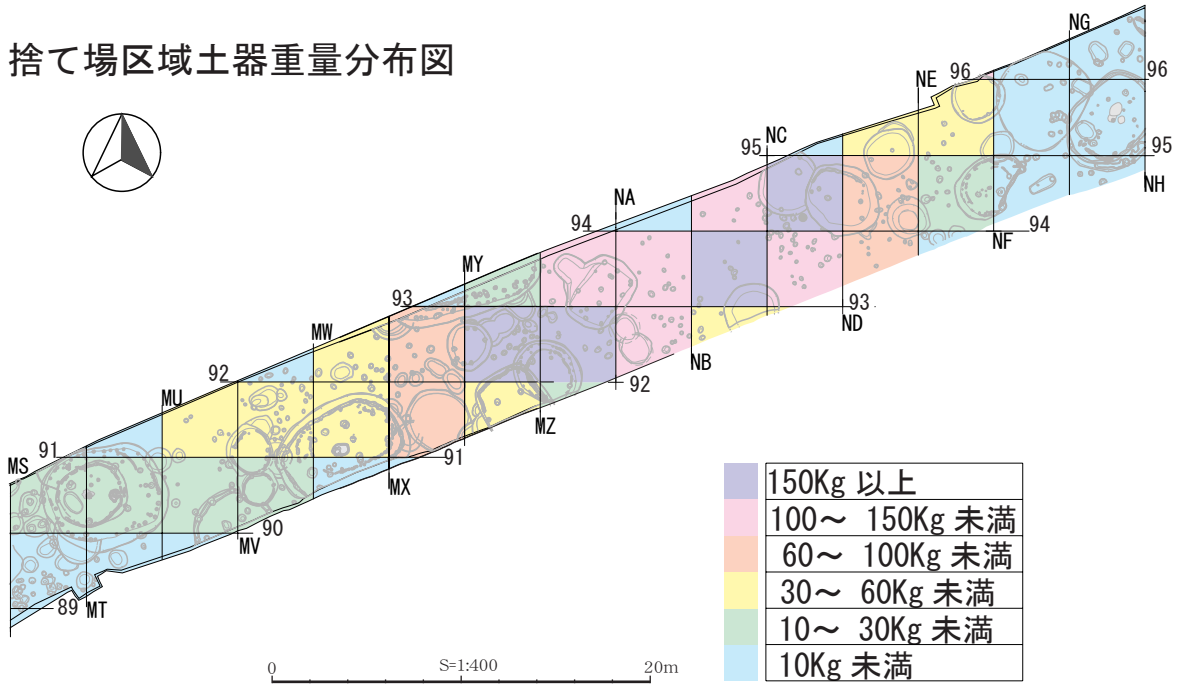 捨て場区域土器重量分布図
NG
96
96
NE
NC
95
95
NH
NA
94
NF
94
MY
93
93
ND
MW
NB
92
92
MU
MZ
91
91
MS
MX
90
MV
89
MT
150Kg 以上
100～ 150Kg 未満
60～ 100Kg 未満
30～ 60Kg 未満
10～ 30Kg 未満
10Kg 未満
0
S=1:400
20m